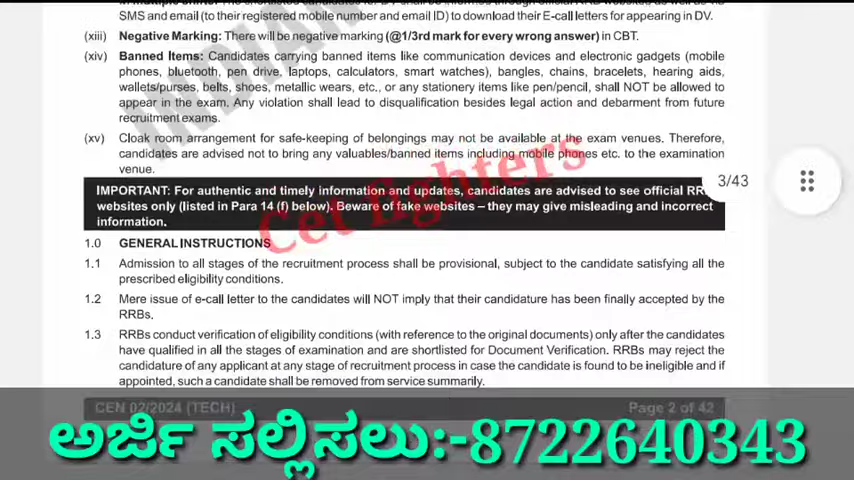 SMS and email (to their registered mobile number and email ID) to download their E-call letters for appearing in DV.
(xiii) Negative Marking: There will be negative marking (@1/3rd mark for every wrong answer) in CBT.
(xiv) Banned Items: Candidates carrying banned items like communication devices and electronic gadgets (mobile
phones, bluetooth, pen drive, laptops, calculators, smart watches), bangles, chains, bracelets, hearing aids,
wallets/purses, belts, shoes, metallic wears, etc., or any stationery items like pen/pencil, shall NOT be allowed to
appear in the exam. Any violation shall lead to disqualification besides legal action and debarment from future
recruitment exams.
(xv) Cloak room arrangement for safe-keeping of belongings may not be available at the exam venues. Therefore,
candidates are advised not to bring any valuables/banned items including mobile phones etc. to the examination
venue.
3/43
IMPORTANT: For authentic and timely information and updates, candidates are advised to see official RR
websites only (listed in Para 14 (f) below). Beware of fake websites – they may give misleading and incorrect
information.
Cet fighters
1.0 GENERAL INSTRUCTIONS
1.1 Admission to all stages of the recruitment process shall be provisional, subject to the candidate satisfying all the
prescribed eligibility conditions.
1.2 Mere issue of e-call letter to the candidates will NOT imply that their candidature has been finally accepted by the
RRBs.
1.3 RRBs conduct verification of eligibility conditions (with reference to the original documents) only after the candidates
have qualified in all the stages of examination and are shortlisted for Document Verification. RRBs may reject the
candidature of any applicant at any stage of recruitment process in case the candidate is found to be ineligible and if
appointed, such a candidate shall be removed from service summarily.
CEN 02/2024 (TECH) Page 2 of 42
ಅರ್ಜಿ ಸಲ್ಲಿಸಲು:-8722640343